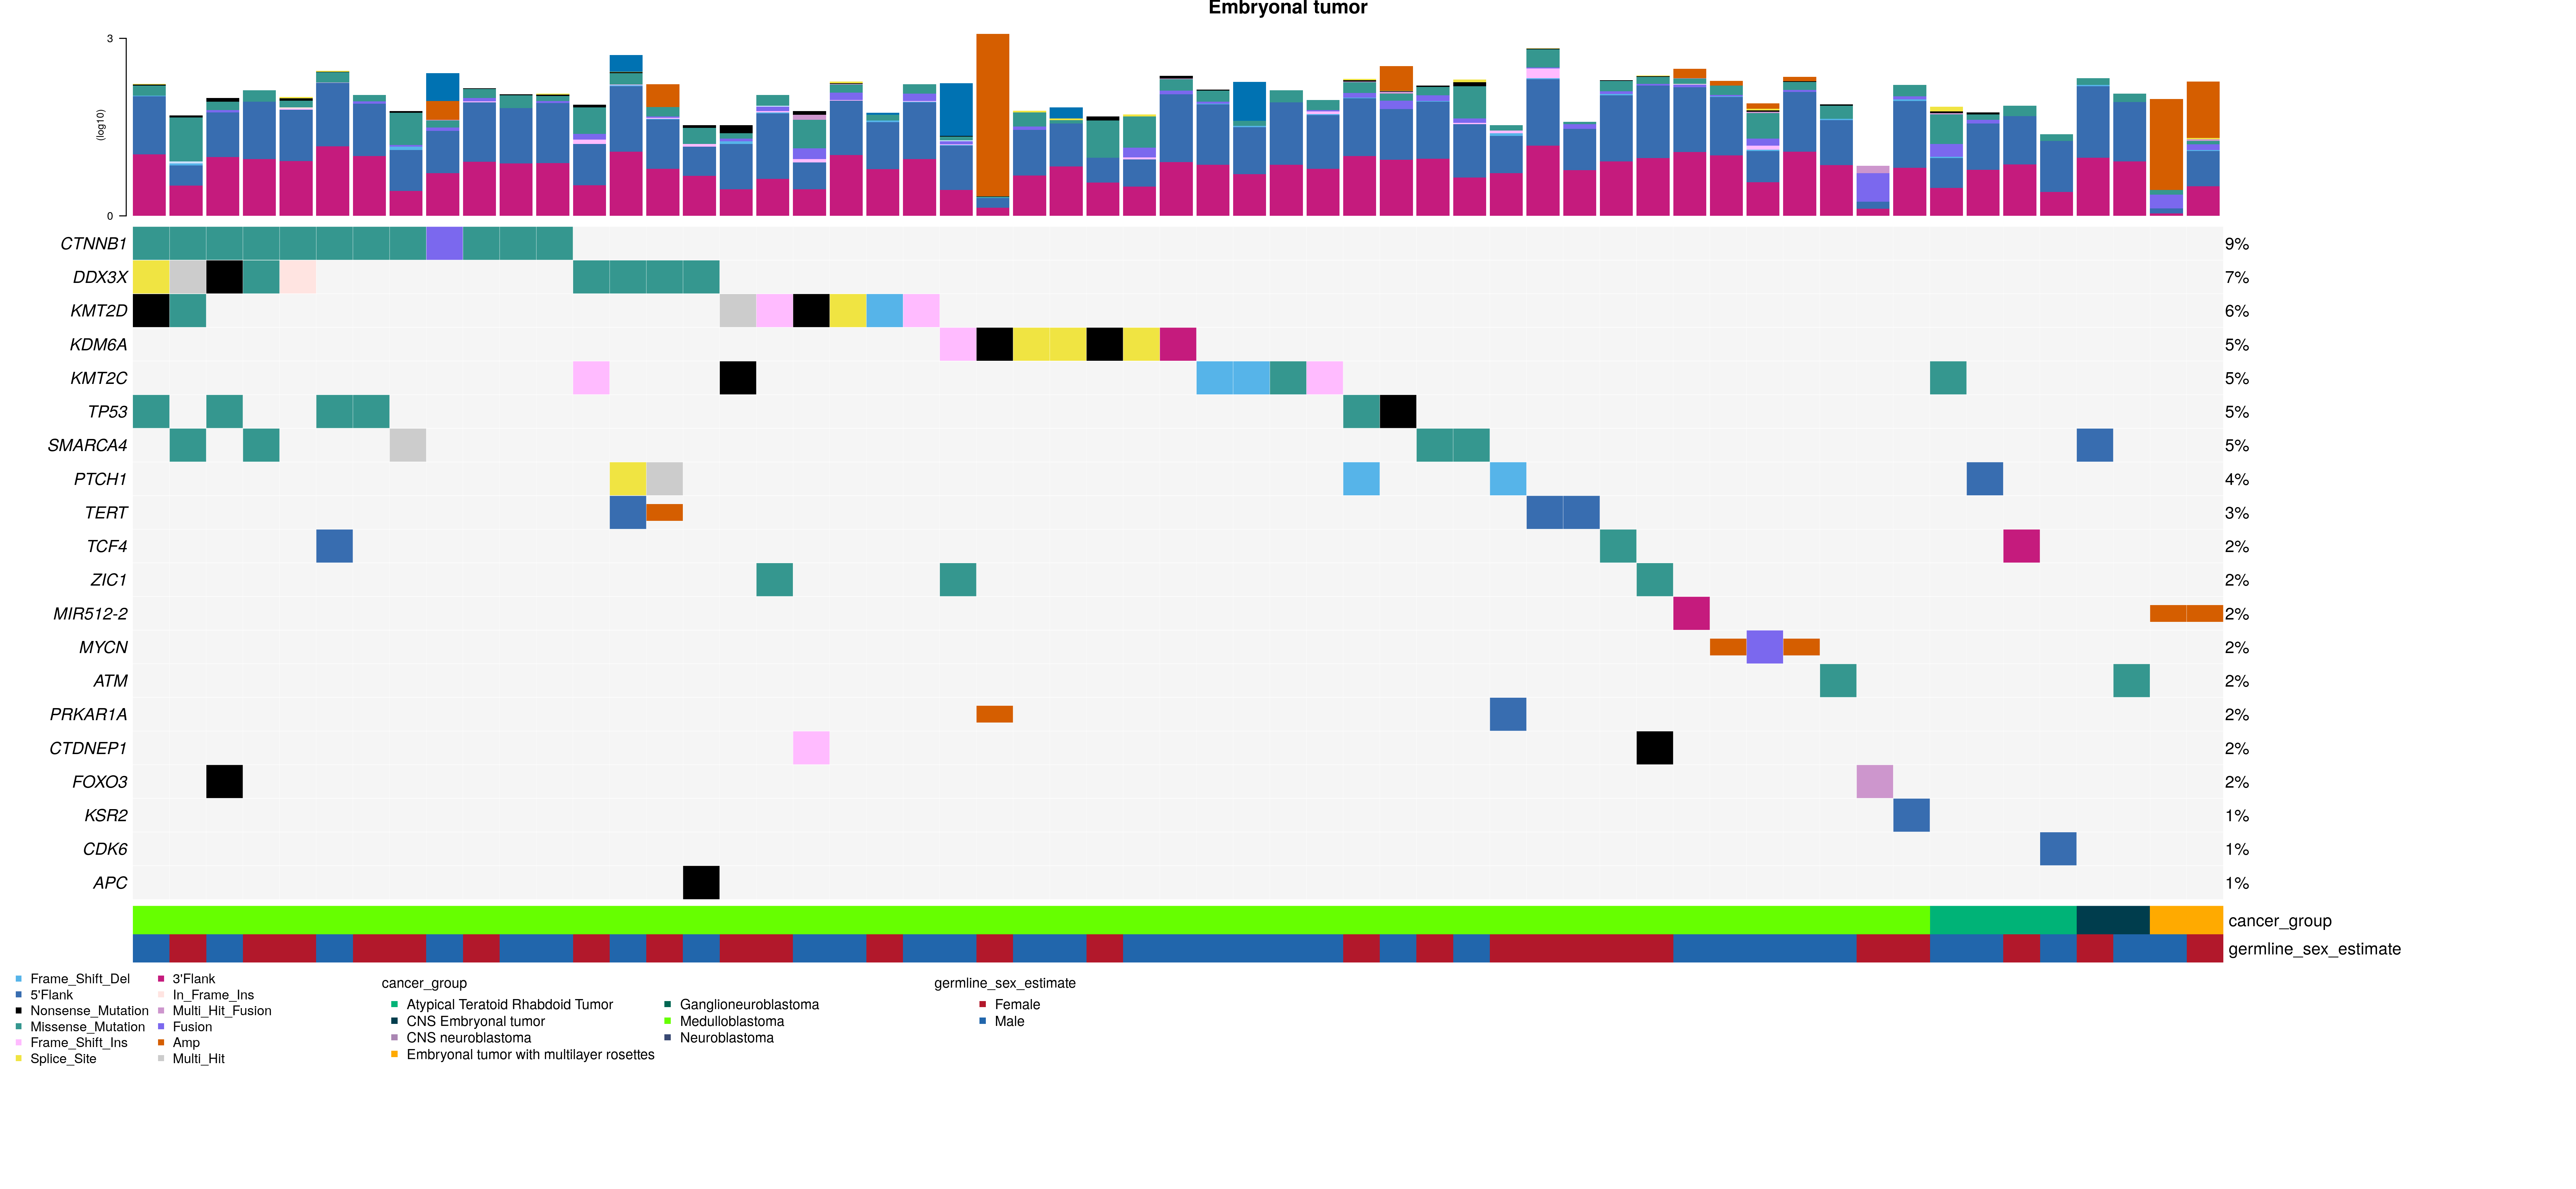 Embryonal tumor
3
(log10)
0
CTNNB1 9%
DDX3X 7%
KMT2D 6%
KDM6A 5%
KMT2C 5%
TP53 5%
SMARCA4 5%
PTCH1 4%
TERT 3%
TCF4 2%
ZIC1 2%
MIR512-2 2%
MYCN 2%
ATM 2%
PRKAR1A 2%
CTDNEP1 2%
FOXO3 2%
KSR2 1%
CDK6 1%
APC 1%
cancer_group
germline_sex_estimate
Frame_Shift_Del
5'Flank
Nonsense_Mutation
Missense_Mutation
Frame_Shift_Ins
Splice_Site
3'Flank
In_Frame_Ins
Multi_Hit_Fusion
Fusion
Amp
Multi_Hit
cancer_group
Atypical Teratoid Rhabdoid Tumor
CNS Embryonal tumor
CNS neuroblastoma
Embryonal tumor with multilayer rosettes
Ganglioneuroblastoma
Medulloblastoma
Neuroblastoma
germline_sex_estimate
Female
Male